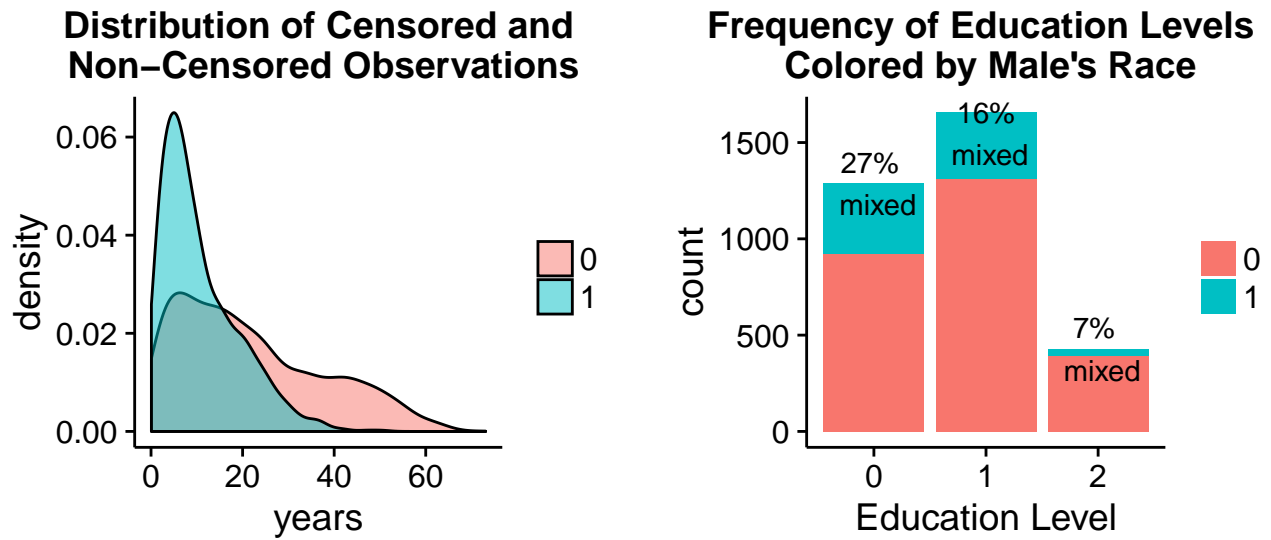 Distribution of Censored and
Non−Censored Observations
0.06
0.04
0.02
0.00
density
0
20
40
60
years
0
1
Frequency of Education Levels
Colored by Male's Race
1500
1000
500
0
count
27%
mixed
16%
mixed
7%
mixed
0
1
2
Education Level
0
1